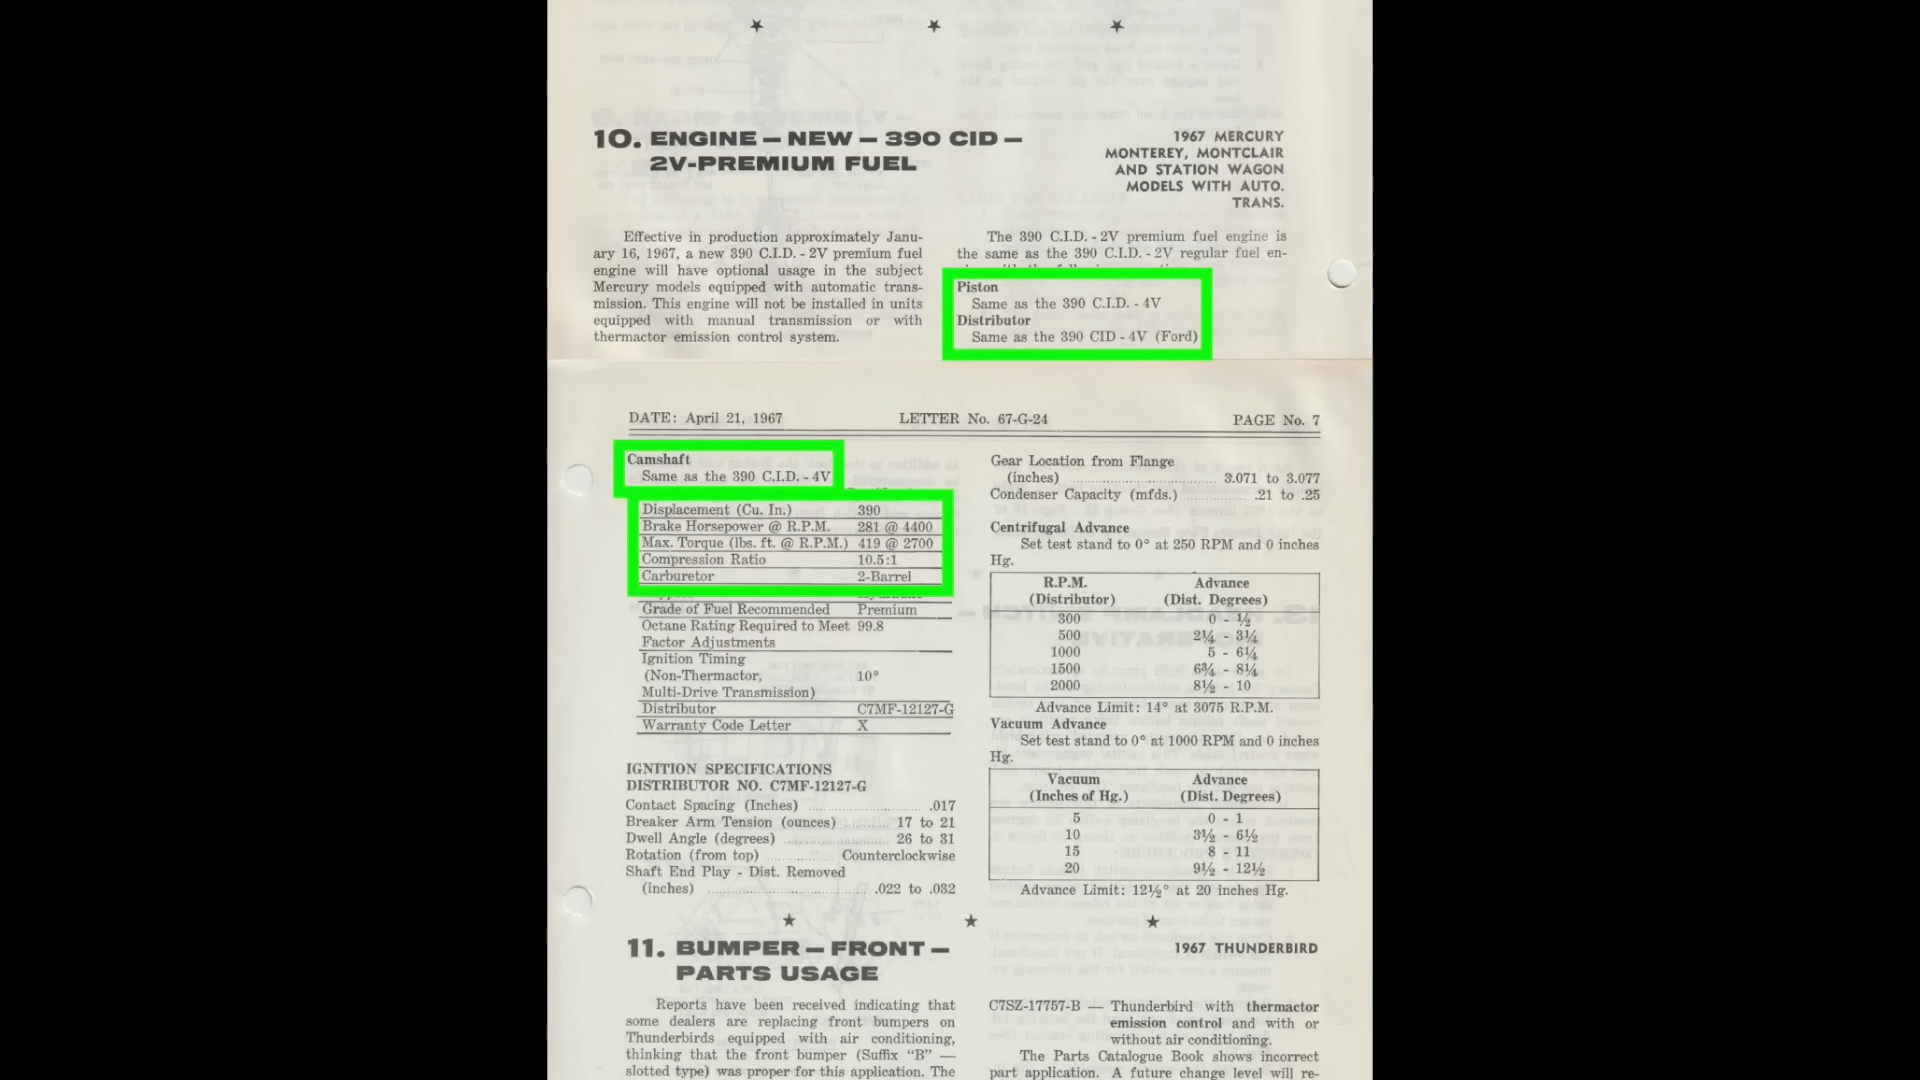 10. ENGINE — NEW — 390 CID —
2V-PREMIUM FUEL
1967 MERCURY
MONTEREY, MONTCLAIR
AND STATION WAGON
MODELS WITH AUTO.
TRANS.
Effective in production approximately Janu-
ary 16, 1967, a new 390 C.I.D. - 2V premium fuel
engine will have optional usage in the subject
Mercury models equipped with automatic trans-
mission. This engine will not be installed in units
equipped with manual transmission or with
thermactor emission control system.
The 390 C.I.D. - 2V premium fuel engine is
the same as the 390 C.I.D. - 2V regular fuel en-
Piston
Same as the 390 C.I.D. - 4V
Distributor
Same as the 390 CID - 4V (Ford)
DATE: April 21, 1967 LETTER No. 67-G-24 PAGE No. 7
Camshaft
Same as the 390 C.I.D. - 4V
Displacement (Cu. In.) 390
Brake Horsepower @ R.P.M. 281 @ 4400
Max. Torque (lbs. ft. @ R.P.M.) 419 @ 2700
Compression Ratio 10.5:1
Carburetor 2-Barrel
Grade of Fuel Recommended Premium
Octane Rating Required to Meet 99.8
Factor Adjustments
Ignition Timing
(Non-Thermactor, 10°
Multi-Drive Transmission)
Distributor C7MF-12127-G
Warranty Code Letter X
IGNITION SPECIFICATIONS
DISTRIBUTOR NO. C7MF-12127-G
Contact Spacing (Inches) .017
Breaker Arm Tension (ounces) 17 to 21
Dwell Angle (degrees) 26 to 31
Rotation (from top) Counterclockwise
Shaft End Play - Dist. Removed
(inches) .022 to .032
Gear Location from Flange
(inches) 3.071 to 3.077
Condenser Capacity (mfds.) .21 to .25
Centrifugal Advance
Set test stand to 0° at 250 RPM and 0 inches
Hg.
R.P.M. Advance
(Distributor) (Dist. Degrees)
300 0 - ½
500 2¼ - 3¼
1000 5 - 6¼
1500 6¾ - 8¼
2000 8½ - 10
Advance Limit: 14° at 3075 R.P.M.
Vacuum Advance
Set test stand to 0° at 1000 RPM and 0 inches
Hg.
Vacuum Advance
(Inches of Hg.) (Dist. Degrees)
5 0 - 1
10 3½ - 6½
15 8 - 11
20 9½ - 12½
Advance Limit: 12½° at 20 inches Hg.
11. BUMPER — FRONT —
PARTS USAGE
1967 THUNDERBIRD
Reports have been received indicating that
some dealers are replacing front bumpers on
Thunderbirds equipped with air conditioning,
thinking that the front bumper (Suffix "B" —
slotted type) was proper for this application. The
C7SZ-17757-B — Thunderbird with thermactor
emission control and with or
without air conditioning.
The Parts Catalogue Book shows incorrect
part application. A future change level will re-